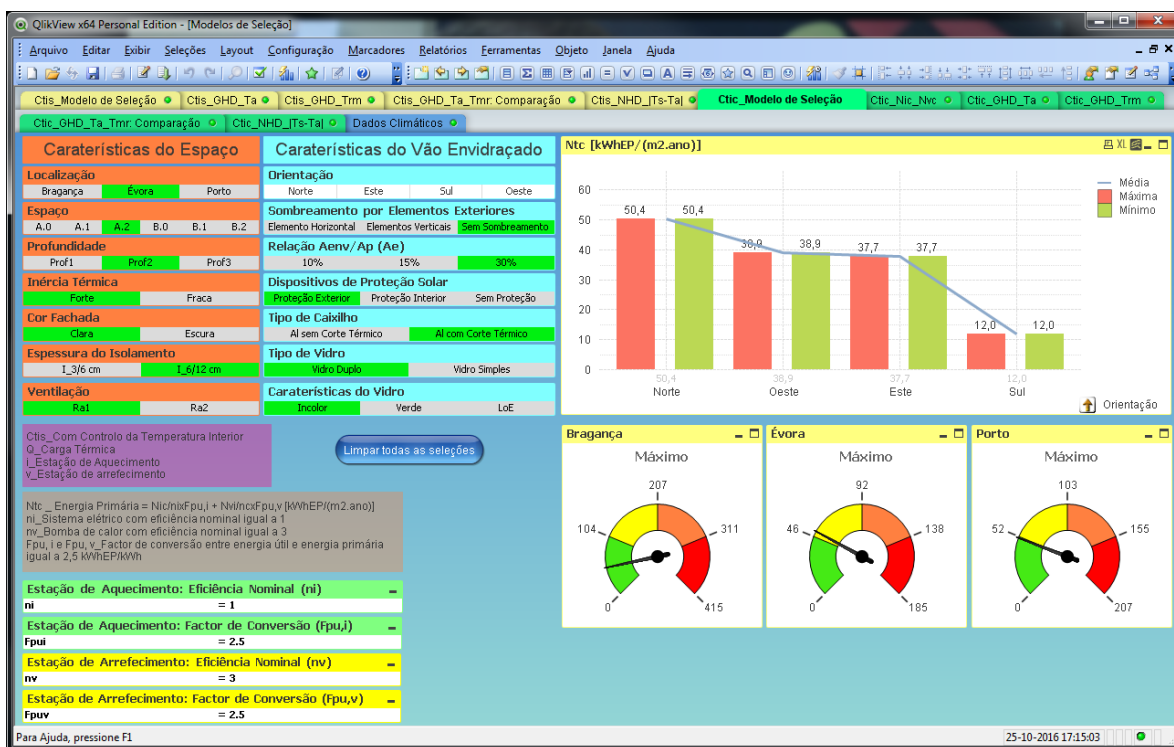 QlikView x64 Personal Edition - [Modelos de Seleção]
Arquivo Editar Exibir Seleções Layout Configuração Marcadores Relatórios Ferramentas Objeto Janela Ajuda
Ctis_Modelo de Seleção Ctis_GHD_Ta Ctis_GHD_Trm Ctis_GHD_Ta_Tmr: Comparação Ctis_NHD_|Ts-Ta| Ctic_Modelo de Seleção Ctic_Nic_Nvc Ctic_GHD_Ta Ctic_GHD_Trm
Ctic_GHD_Ta_Tmr: Comparação Ctic_NHD_|Ts-Ta| Dados Climáticos
Caraterísticas do Espaço
Localização
Bragança Évora Porto
Espaço
A.0 A.1 A.2 B.0 B.1 B.2
Profundidade
Prof1 Prof2 Prof3
Inércia Térmica
Forte Fraca
Cor Fachada
Clara Escura
Espessura do Isolamento
I_3/6 cm I_6/12 cm
Ventilação
Ra1 Ra2
Caraterísticas do Vão Envidraçado
Orientação
Norte Este Sul Oeste
Sombreamento por Elementos Exteriores
Elemento Horizontal Elementos Verticais Sem Sombreamento
Relação Aenv/Ap (Ae)
10% 15% 30%
Dispositivos de Proteção Solar
Proteção Exterior Proteção Interior Sem Proteção
Tipo de Caixilho
Al sem Corte Térmico Al com Corte Térmico
Tipo de Vidro
Vidro Duplo Vidro Simples
Caraterísticas do Vidro
Incolor Verde LoE
Ctis_Com Controlo da Temperatura Interior
Q_Carga Térmica
i_Estação de Aquecimento
v_Estação de arrefecimento
Limpar todas as seleções
Ntc _ Energia Primária = Nic/nixFpu,i + Nvi/ncxFpu,v [kWhEP/(m2.ano)]
ni_Sistema elétrico com eficiência nominal igual a 1
nv_Bomba de calor com eficiência nominal igual a 3
Fpu, i e Fpu, v_Factor de conversão entre energia útil e energia primária
igual a 2,5 kWhEP/kWh
Estação de Aquecimento: Eficiência Nominal (ni)
ni = 1
Estação de Aquecimento: Factor de Conversão (Fpu,i)
Fpui = 2.5
Estação de Arrefecimento: Eficiência Nominal (nv)
nv = 3
Estação de Arrefecimento: Factor de Conversão (Fpu,v)
Fpuv = 2.5
Ntc [kWhEP/(m2.ano)]
XL
Média
Máxima
Mínimo
60
50
40
30
20
10
0
50,4 50,4
38,9 38,9
37,7 37,7
12,0 12,0
50,4 38,9 37,7 12,0
Norte Oeste Este Sul
Orientação
Bragança
Máximo
207
104 311
0 415
Évora
Máximo
92
46 138
0 185
Porto
Máximo
103
52 155
0 207
Para Ajuda, pressione F1
25-10-2016 17:15:03